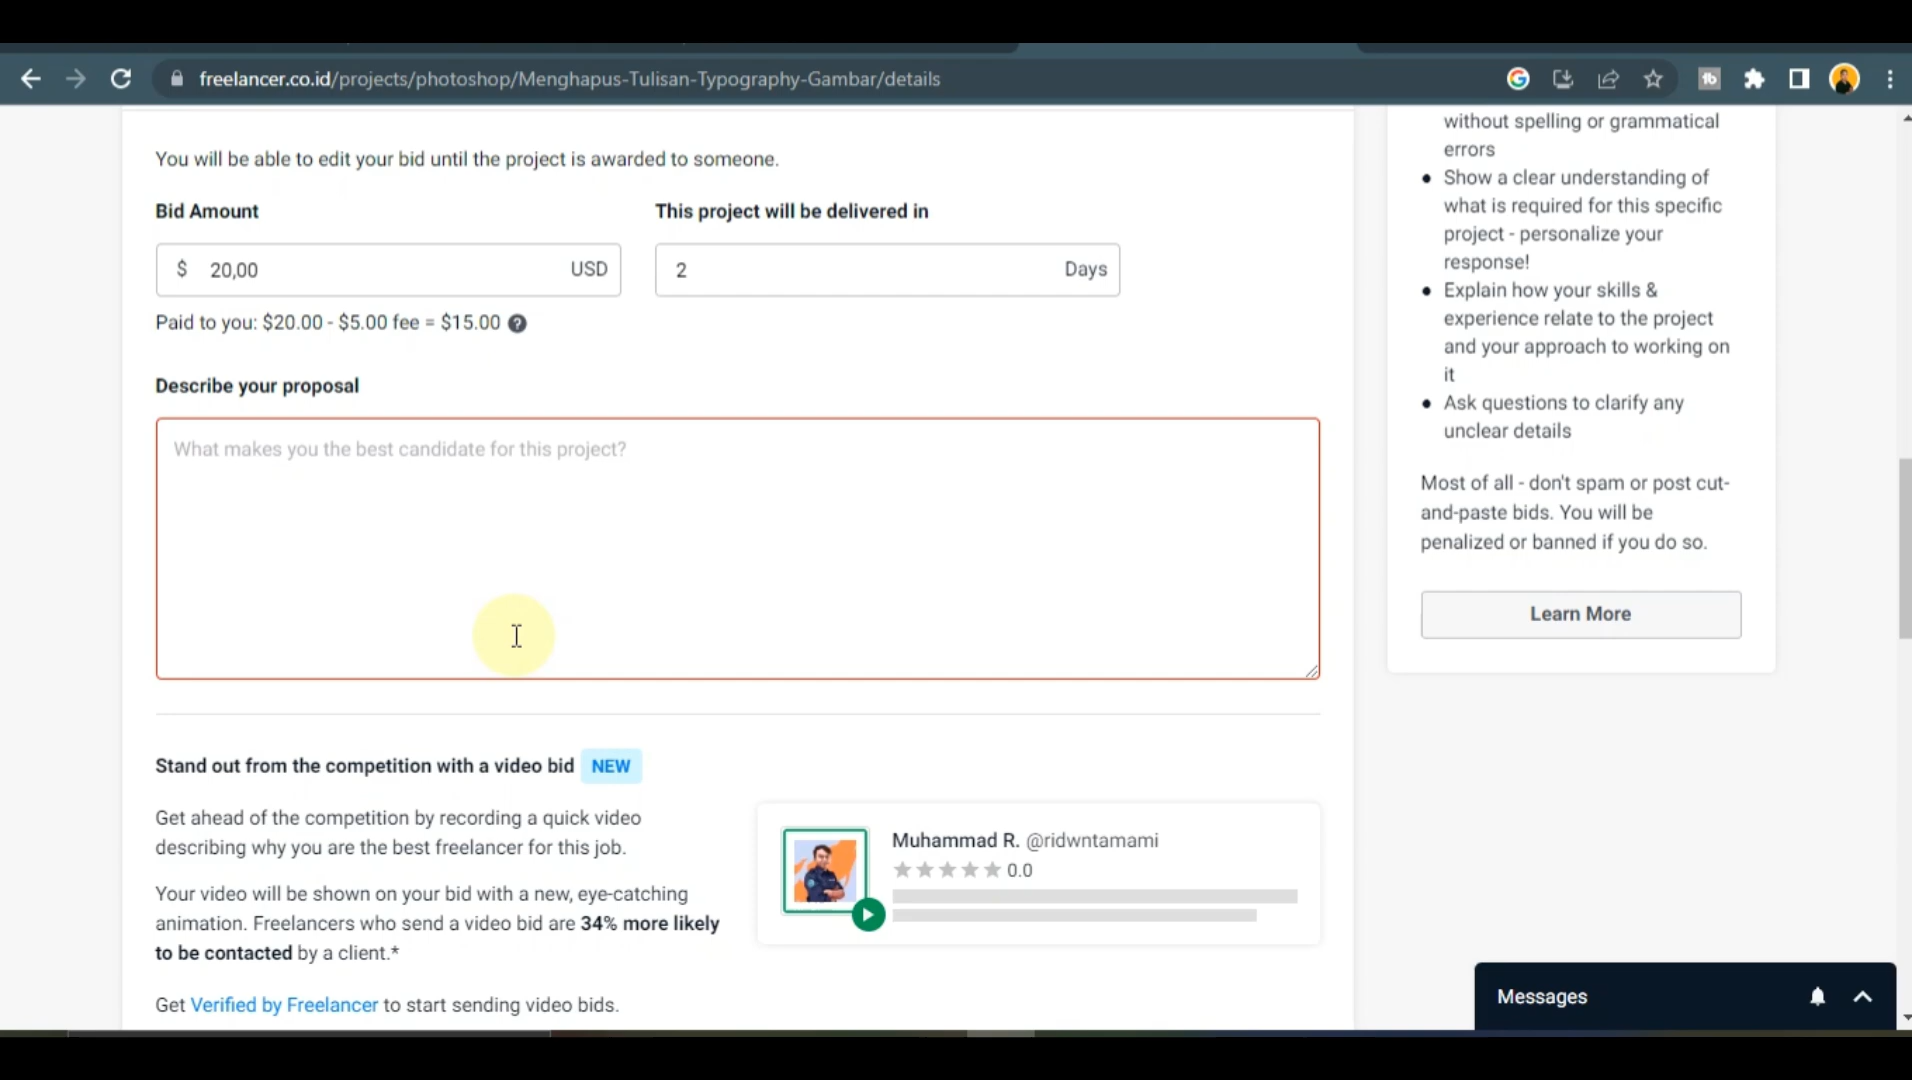 freelancer.co.id/projects/photoshop/Menghapus-Tulisan-Typography-Gambar/details
You will be able to edit your bid until the project is awarded to someone.
Bid Amount
This project will be delivered in
$ 20,00 USD
2 Days
Paid to you: $20.00 - $5.00 fee = $15.00 ?
Describe your proposal
What makes you the best candidate for this project?
Stand out from the competition with a video bid NEW
Get ahead of the competition by recording a quick video
describing why you are the best freelancer for this job.
Your video will be shown on your bid with a new, eye-catching
animation. Freelancers who send a video bid are 34% more likely
to be contacted by a client.*
Get Verified by Freelancer to start sending video bids.
Muhammad R. @ridwntamami
0.0
without spelling or grammatical
errors
Show a clear understanding of
what is required for this specific
project - personalize your
response!
Explain how your skills &
experience relate to the project
and your approach to working on
it
Ask questions to clarify any
unclear details
Most of all - don't spam or post cut-
and-paste bids. You will be
penalized or banned if you do so.
Learn More
Messages